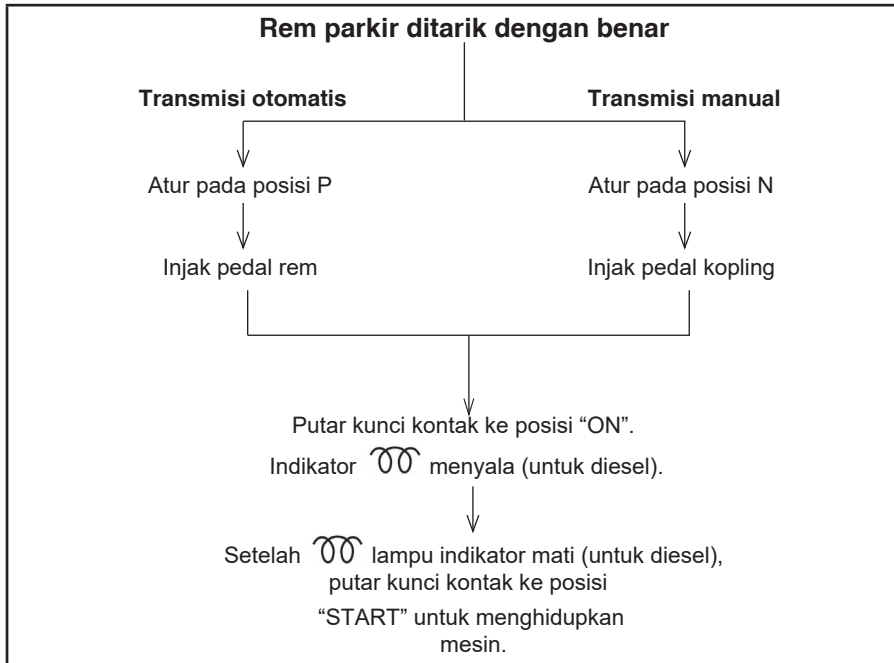 Rem parkir ditarik dengan benar
Transmisi otomatis
Transmisi manual
Atur pada posisi P
Atur pada posisi N
Injak pedal rem
Injak pedal kopling
Putar kunci kontak ke posisi “ON”.
Indikator menyala (untuk diesel).
Setelah lampu indikator mati (untuk diesel),
putar kunci kontak ke posisi
“START” untuk menghidupkan
mesin.